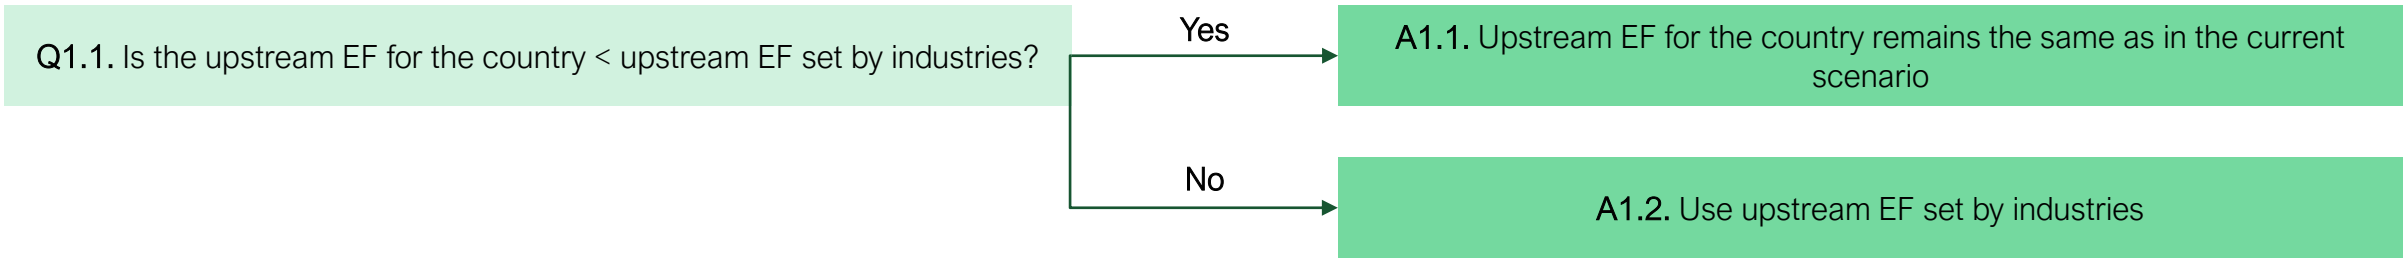 Q1.1. Is the upstream EF for the country < upstream EF set by industries?
Yes
A1.1. Upstream EF for the country remains the same as in the current
scenario
No
A1.2. Use upstream EF set by industries